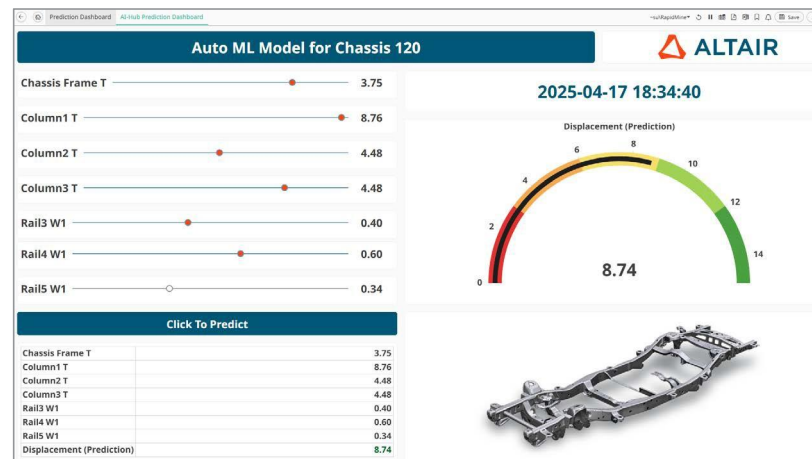 Prediction Dashboard AI-Hub Prediction Dashboard
Save
Auto ML Model for Chassis 120
ALTAIR
Chassis Frame T 3.75
Column1 T 8.76
Column2 T 4.48
Column3 T 4.48
Rail3 W1 0.40
Rail4 W1 0.60
Rail5 W1 0.34
2025-04-17 18:34:40
Displacement (Prediction)
0
2
4
6
8
10
12
14
8.74
Click To Predict
Chassis Frame T 3.75
Column1 T 8.76
Column2 T 4.48
Column3 T 4.48
Rail3 W1 0.40
Rail4 W1 0.60
Rail5 W1 0.34
Displacement (Prediction) 8.74